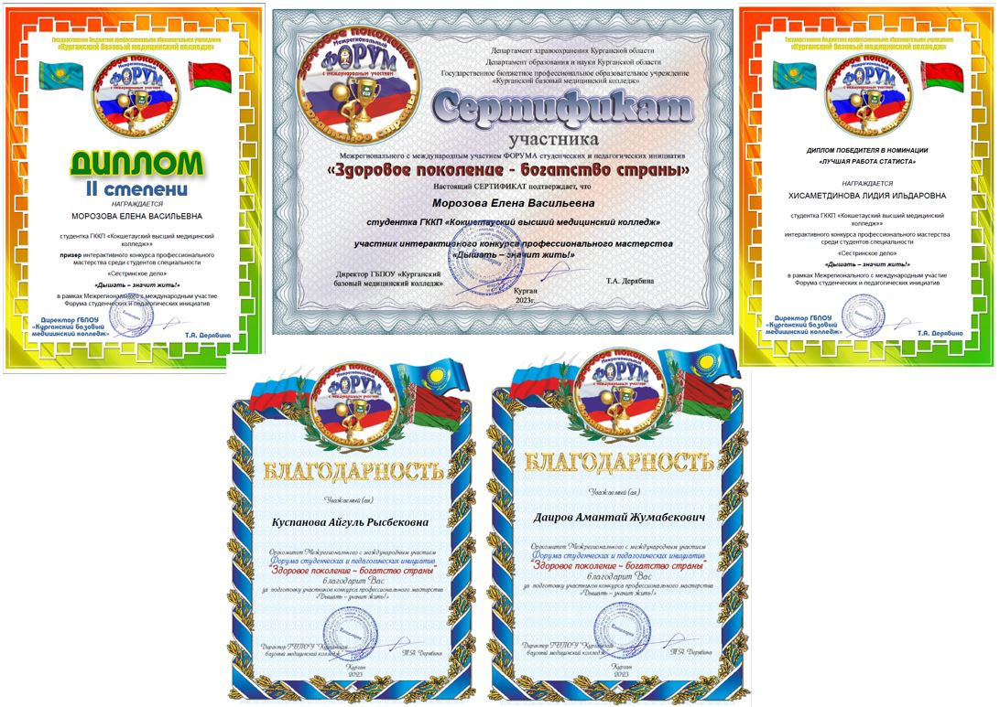 Государственное бюджетное профессиональное образовательное учреждение
«Курганский базовый медицинский колледж»
Здоровое поколение
Межрегиональный
ФОРУМ
с международным участием
богатство страны
ДИПЛОМ
II степени
НАГРАЖДАЕТСЯ
МОРОЗОВА ЕЛЕНА ВАСИЛЬЕВНА
студентка ГККП «Кокшетауский высший медицинский
колледж»»
призер интерактивного конкурса профессионального
мастерства среди студентов специальности
«Сестринское дело»
«Дышать – значит жить!»
в рамках Межрегионального с международным участие
Форума студенческих и педагогических инициатив
Директор ГБПОУ
«Курганский базовый
медицинский колледж»
Т.А. Дерябина
Здоровое поколение
Межрегиональный
ФОРУМ
с международным участием
богатство страны
Департамент здравоохранения Курганской области
Департамент образования и науки Курганской области
Государственное бюджетное профессиональное образовательное учреждение
«Курганский базовый медицинский колледж»
Сертификат
участника
Межрегионального с международным участием ФОРУМА студенческих и педагогических инициатив
«Здоровое поколение - богатство страны»
Настоящий СЕРТИФИКАТ подтверждает, что
Морозова Елена Васильевна
студентка ГККП «Кокшетауский высший медицинский колледж»
участник интерактивного конкурса профессионального мастерства
«Дышать – значит жить!»
Директор ГБПОУ «Курганский
базовый медицинский колледж»
Т.А. Дерябина
Курган
2023г.
Государственное бюджетное профессиональное образовательное учреждение
«Курганский базовый медицинский колледж»
Здоровое поколение
Межрегиональный
ФОРУМ
с международным участием
богатство страны
ДИПЛОМ ПОБЕДИТЕЛЯ В НОМИНАЦИИ
«ЛУЧШАЯ РАБОТА СТАТИСТА»
НАГРАЖДАЕТСЯ
ХИСАМЕТДИНОВА ЛИДИЯ ИЛЬДАРОВНА
студентка ГККП «Кокшетауский высший медицинский
колледж»»
интерактивного конкурса профессионального мастерства
среди студентов специальности
«Сестринское дело»
«Дышать – значит жить!»
в рамках Межрегионального с международным участие
Форума студенческих и педагогических инициатив
Директор ГБПОУ
«Курганский базовый
медицинский колледж»
Т.А. Дерябина
Здоровое поколение
Межрегиональный
ФОРУМ
с международным участием
богатство страны
БЛАГОДАРНОСТЬ
Уважаемый (ая)
Куспанова Айгуль Рысбековна
Оргкомитет Межрегионального с международным участием
Форума студенческих и педагогических инициатив
"Здоровое поколение ~ богатство страны"
благодарит Вас
за подготовку участников конкурса профессионального мастерства
«Дышать – значит жить!»
Канцелярия
Директор ГБПОУ "Курганский
базовый медицинский колледж"
Т.А. Дерябина
Курган
2023
Здоровое поколение
Межрегиональный
ФОРУМ
с международным участием
богатство страны
БЛАГОДАРНОСТЬ
Уважаемый (ая)
Даиров Амантай Жумабекович
Оргкомитет Межрегионального с международным участием
Форума студенческих и педагогических инициатив
"Здоровое поколение ~ богатство страны"
благодарит Вас
за подготовку участников конкурса профессионального мастерства
«Дышать – значит жить!»
Канцелярия
Директор ГБПОУ "Курганский
базовый медицинский колледж"
Т.А. Дерябина
Курган
2023